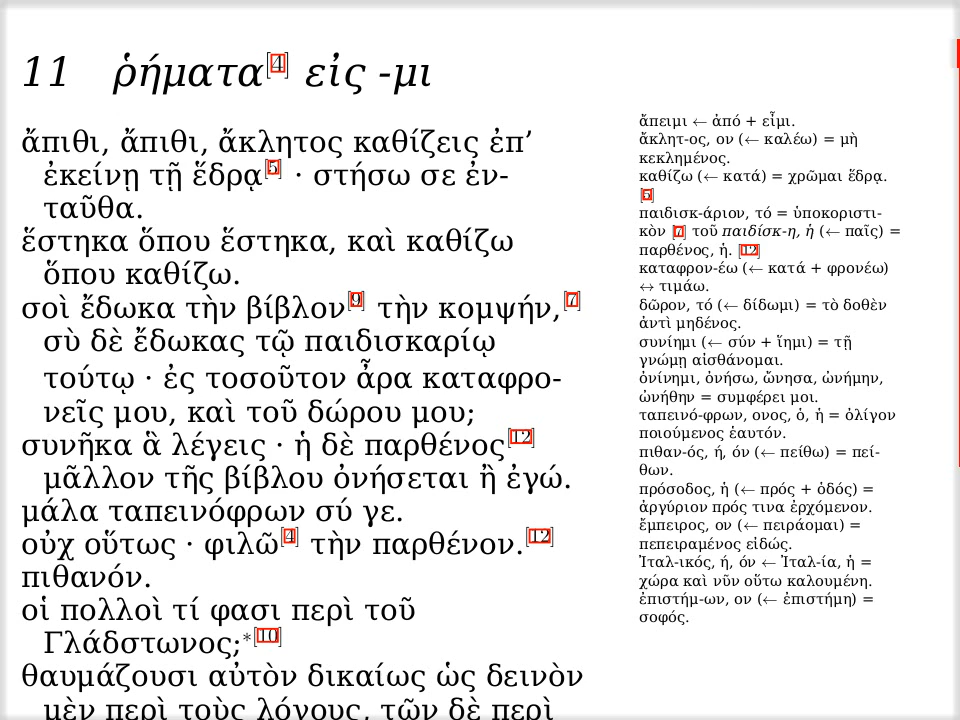 11 ῥήματα[4] εἰς -μι
ἄπιθι, ἄπιθι, ἄκλητος καθίζεις ἐπ’
ἐκείνῃ τῇ ἕδρᾳ[5] · στήσω σε ἐν-
ταῦθα.
ἕστηκα ὅπου ἕστηκα, καὶ καθίζω
ὅπου καθίζω.
σοὶ ἔδωκα τὴν βίβλον[9] τὴν κομψήν,[7]
σὺ δὲ ἔδωκας τῷ παιδισκαρίῳ
τούτῳ · ἐς τοσοῦτον ἆρα καταφρο-
νεῖς μου, καὶ τοῦ δώρου μου;
συνῆκα ἃ λέγεις · ἡ δὲ παρθένος[12]
μᾶλλον τῆς βίβλου ὀνήσεται ἢ ἐγώ.
μάλα ταπεινόφρων σύ γε.
οὐχ οὕτως · φιλῶ[4] τὴν παρθένον.[12]
πιθανόν.
οἱ πολλοὶ τί φασι περὶ τοῦ
Γλάδστωνος;*[10]
θαυμάζουσι αὐτὸν δικαίως ὡς δεινὸν
μὲν περὶ τοὺς λόγους, τῶν δὲ περὶ
ἄπειμι ← ἀπό + εἶμι.
ἄκλητ-ος, ον (← καλέω) = μὴ
κεκλημένος.
καθίζω (← κατά) = χρῶμαι ἕδρᾳ.
[5]
παιδισκ-άριον, τό = ὑποκοριστι-
κὸν [7] τοῦ παιδίσκ-η, ἡ (← παῖς) =
παρθένος, ἡ. [12]
καταφρον-έω (← κατά + φρονέω)
↔ τιμάω.
δῶρον, τό (← δίδωμι) = τὸ δοθὲν
ἀντὶ μηδένος.
συνίημι (← σύν + ἵημι) = τῇ
γνώμῃ αἰσθάνομαι.
ὀνίνημι, ὀνήσω, ὤνησα, ὠνήμην,
ὠνήθην = συμφέρει μοι.
ταπεινό-φρων, ονος, ὁ, ἡ = ὀλίγον
ποιούμενος ἑαυτόν.
πιθαν-ός, ή, όν (← πείθω) = πεί-
θων.
πρόσοδος, ἡ (← πρός + ὁδός) =
ἀργύριον πρός τινα ἐρχόμενον.
ἔμπειρος, ον (← πειράομαι) =
πεπειραμένος εἰδώς.
Ἰταλ-ικός, ή, όν ← Ἰταλ-ία, ἡ =
χώρα καὶ νῦν οὕτω καλουμένη.
ἐπιστήμ-ων, ον (← ἐπιστήμη) =
σοφός.